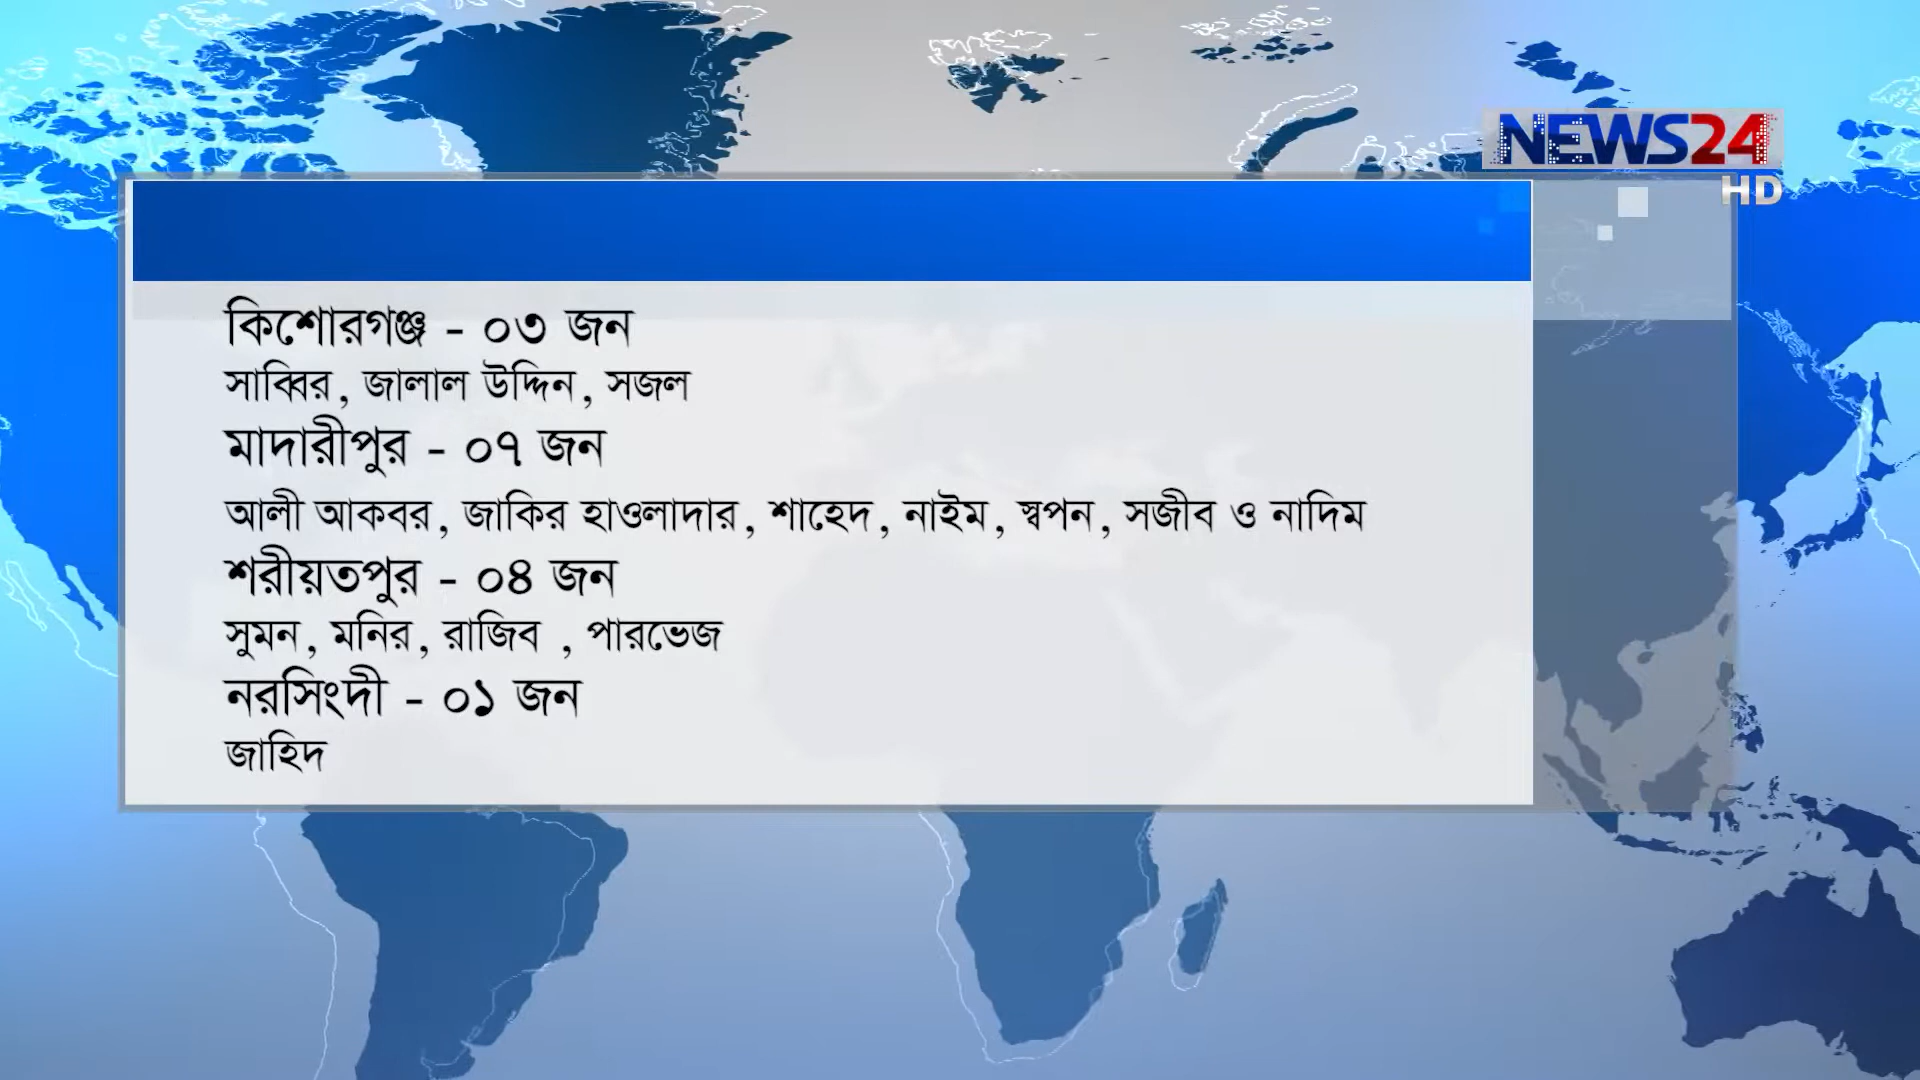 NEWS24
HD
কিশোরগঞ্জ - ০৩ জন
সাব্বির, জালাল উদ্দিন, সজল
মাদারীপুর - ০৭ জন
আলী আকবর, জাকির হাওলাদার, শাহেদ, নাইম, স্বপন, সজীব ও নাদিম
শরীয়তপুর - ০৪ জন
সুমন, মনির, রাজিব , পারভেজ
নরসিংদী - ০১ জন
জাহিদ